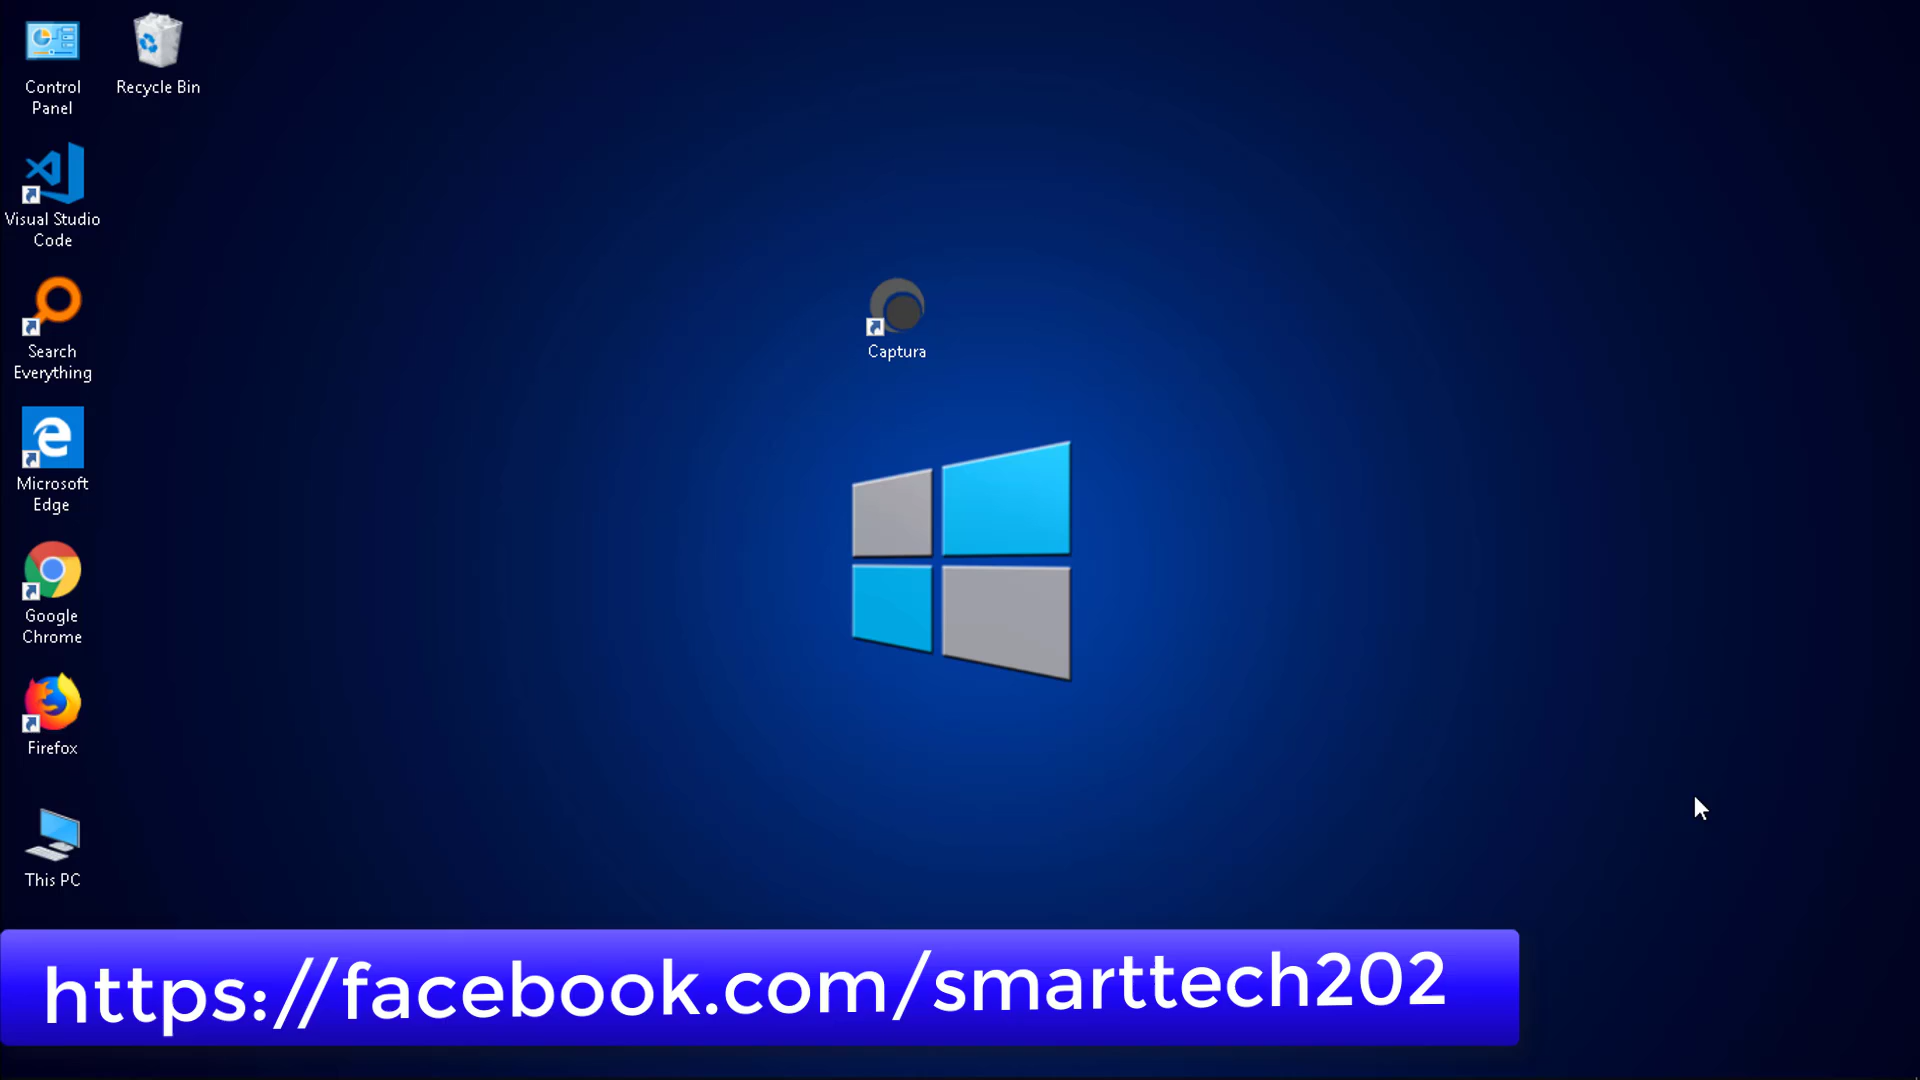 Control
Panel
Recycle Bin
Visual Studio
Code
Search
Everything
Captura
Microsoft
Edge
Google
Chrome
Firefox
This PC
https://facebook.com/smarttech202